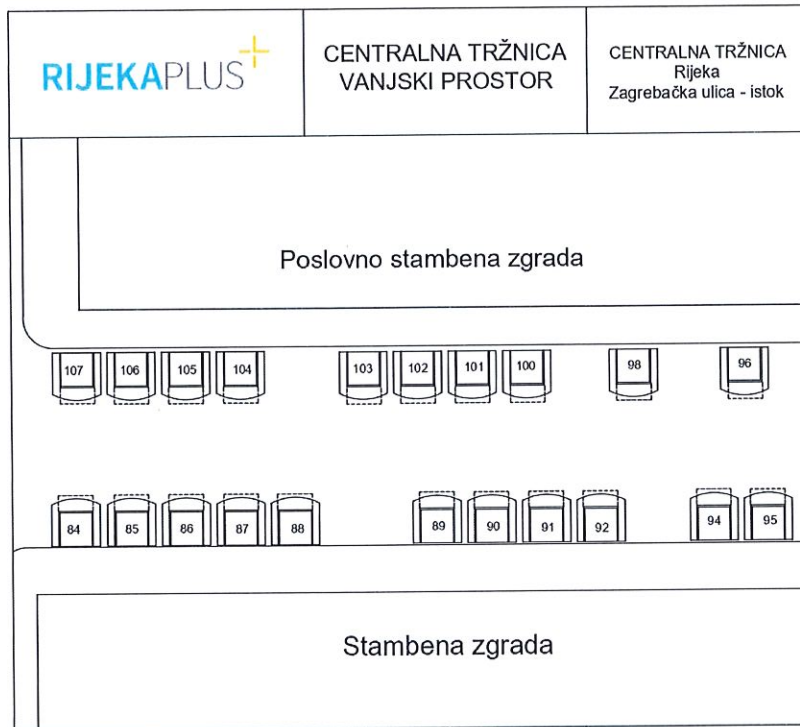 RIJEKAPLUS
CENTRALNA TRŽNICA
VANJSKI PROSTOR
CENTRALNA TRŽNICA
Rijeka
Zagrebačka ulica - istok
Poslovno stambena zgrada
107 106 105 104 103 102 101 100 98 96
84 85 86 87 88 89 90 91 92 94 95
Stambena zgrada